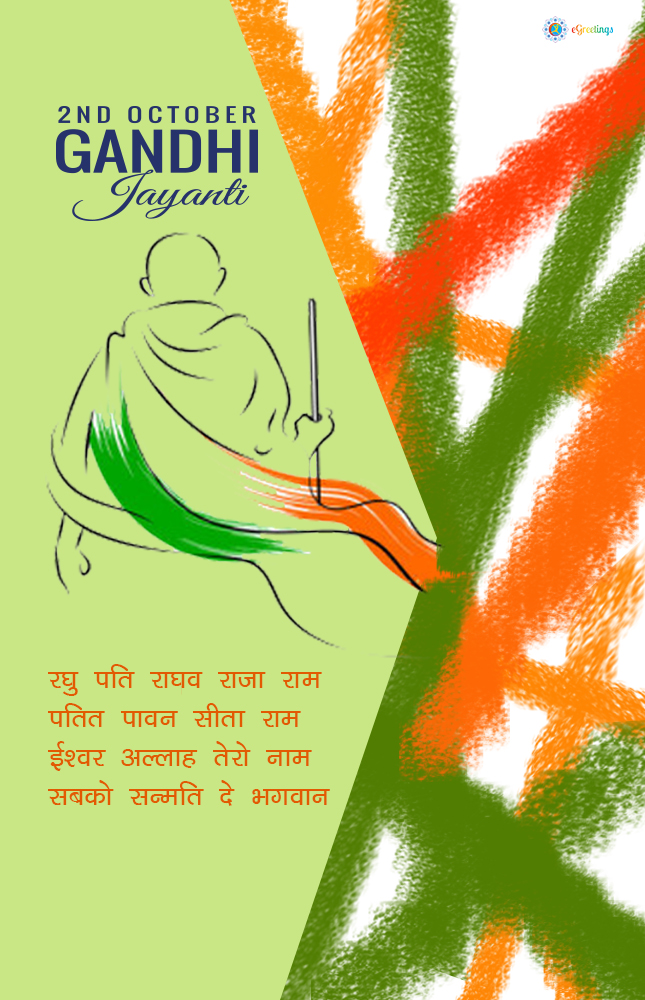 eGreetings
2ND OCTOBER
GANDHI
Jayanti
रघु पति राघव राजा राम
पतित पावन सीता राम
ईश्वर अल्लाह तेरो नाम
सबको सन्मति दे भगवान